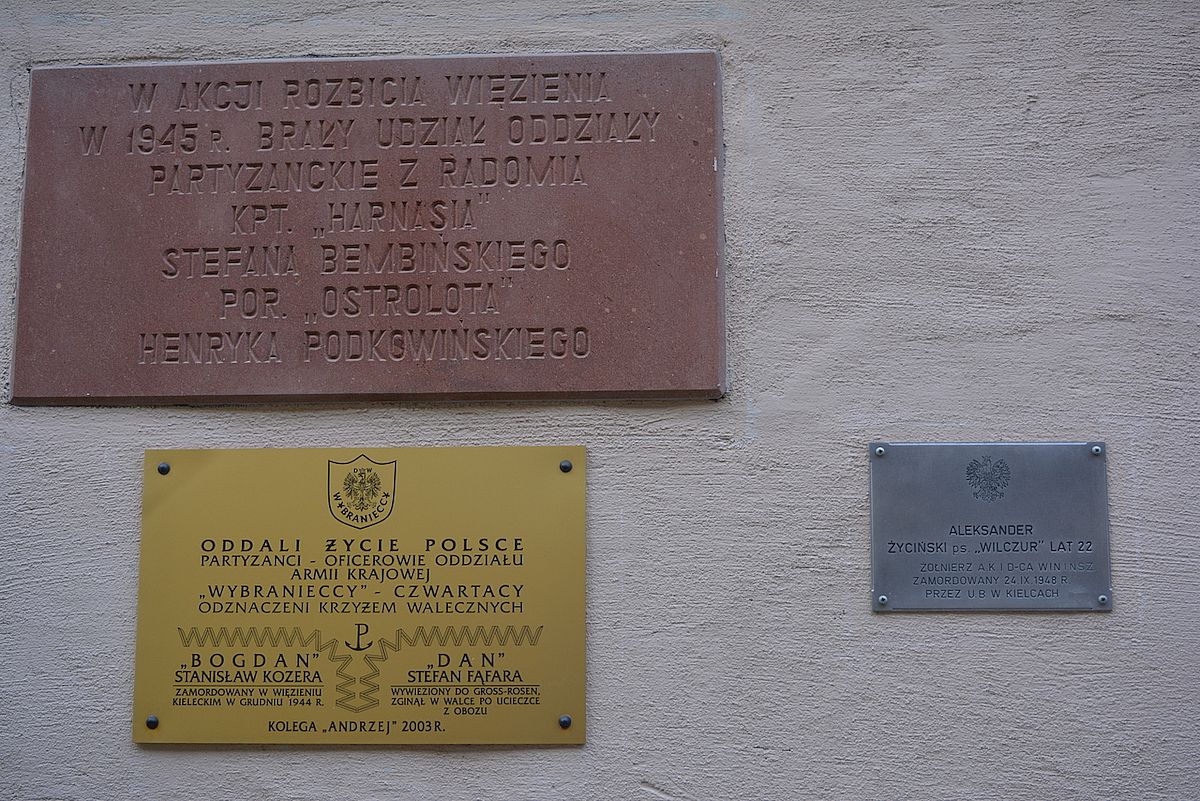 W AKCJI ROZBICIA WIĘZIENIA
W 1945 R. BRAŁY UDZIAŁ ODDZIAŁY
PARTYZANCKIE Z RADOMIA
KPT. „HARNASIA"
STEFANA BEMBIŃSKIEGO
POR. „OSTROLOTA"
HENRYKA PODKOWIŃSKIEGO
D W
W★BRANIECC★
ODDALI ŻYCIE POLSCE
PARTYZANCI - OFICEROWIE ODDZIAŁU
ARMII KRAJOWEJ
„WYBRANIECCY" - CZWARTACY
ODZNACZENI KRZYŻEM WALECZNYCH
„BOGDAN"
STANISŁAW KOZERA
ZAMORDOWANY W WIĘZIENIU
KIELECKIM W GRUDNIU 1944 R.
„DAN"
STEFAN FĄFARA
WYWIEZIONY DO GROSS-ROSEN,
ZGINĄŁ W WALCE PO UCIECZCE
Z OBOZU
KOLEGA „ANDRZEJ" 2003 R.
ALEKSANDER
ŻYCIŃSKI ps. „WILCZUR" LAT 22
ŻOŁNIERZ A.K. I D-CA WIN I N.S.Z.
ZAMORDOWANY 24 IX 1948 R.
PRZEZ U.B. W KIELCACH